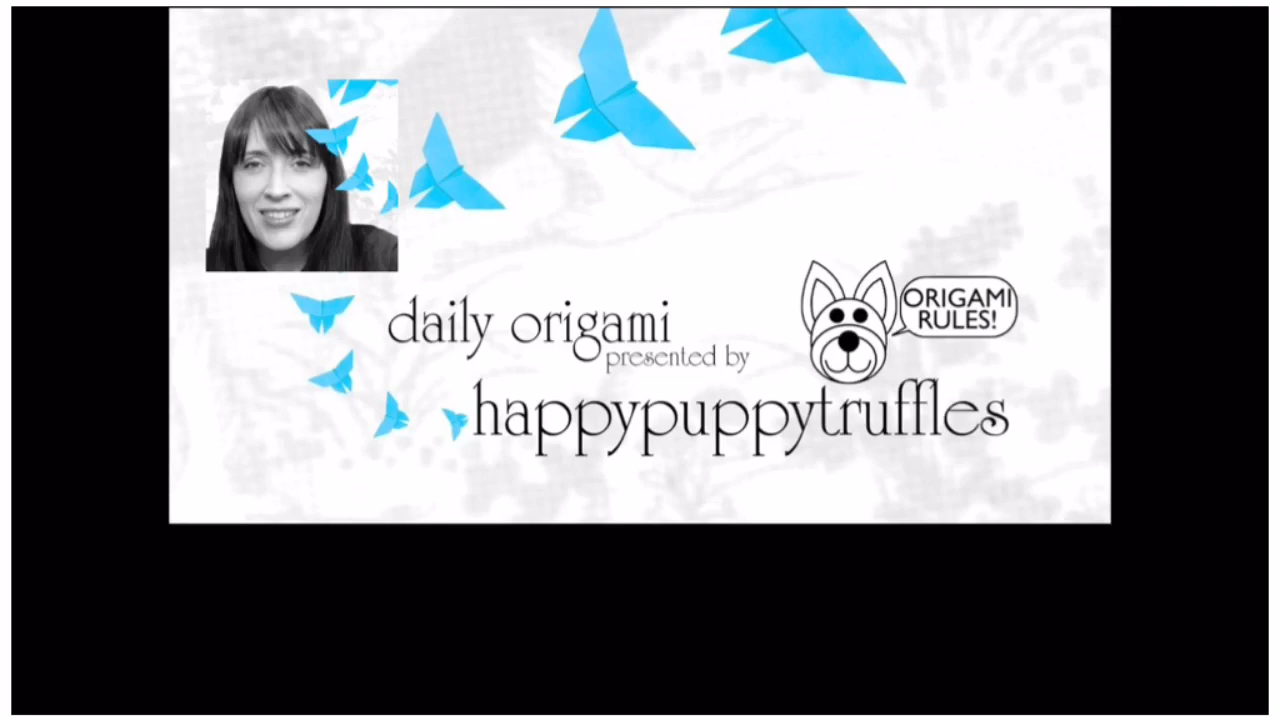 daily origami
presented by
happypuppytruffles
ORIGAMI
RULES!